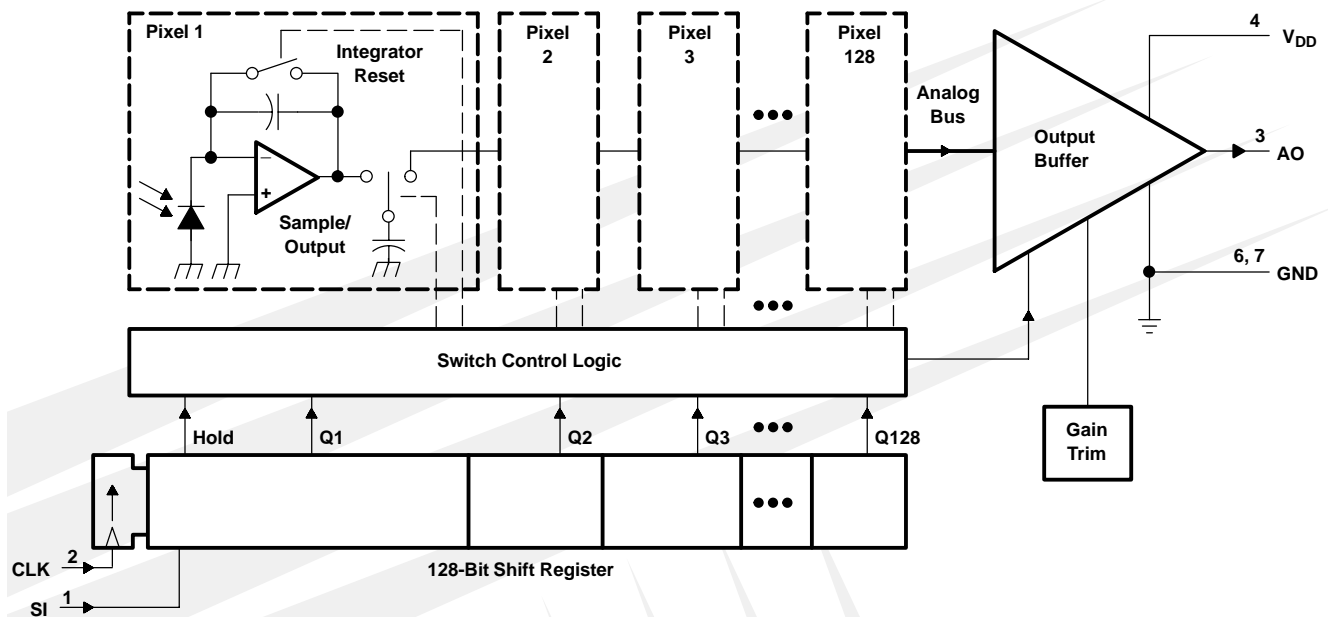 Pixel 1
Integrator
Reset
Pixel
2
Pixel
3
Pixel
128
Analog
Bus
Output
Buffer
4
VDD
3
AO
6, 7
GND
−
+
Sample/
Output
Switch Control Logic
Hold
Q1
Q2
Q3
Q128
Gain
Trim
CLK
2
128-Bit Shift Register
SI
1